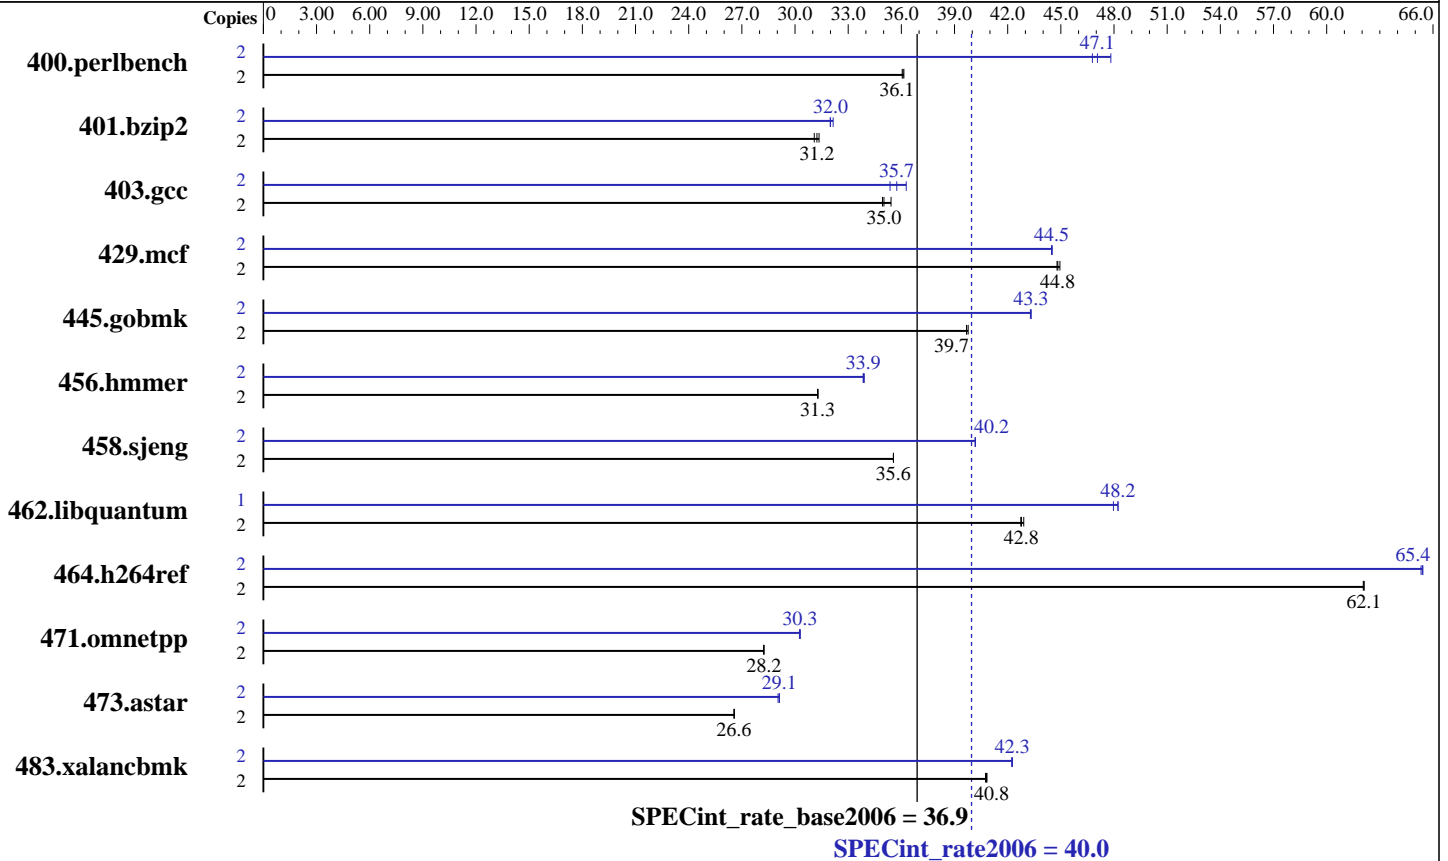 Copies 0 3.00 6.00 9.00 12.0 15.0 18.0 21.0 24.0 27.0 30.0 33.0 36.0 39.0 42.0 45.0 48.0 51.0 54.0 57.0 60.0 66.0
400.perlbench 2 47.1
2 36.1
401.bzip2 2 32.0
2 31.2
403.gcc 2 35.7
2 35.0
429.mcf 2 44.5
2 44.8
445.gobmk 2 43.3
2 39.7
456.hmmer 2 33.9
2 31.3
458.sjeng 2 40.2
2 35.6
462.libquantum 1 48.2
2 42.8
464.h264ref 2 65.4
2 62.1
471.omnetpp 2 30.3
2 28.2
473.astar 2 29.1
2 26.6
483.xalancbmk 2 42.3
2 40.8
SPECint_rate_base2006 = 36.9
SPECint_rate2006 = 40.0